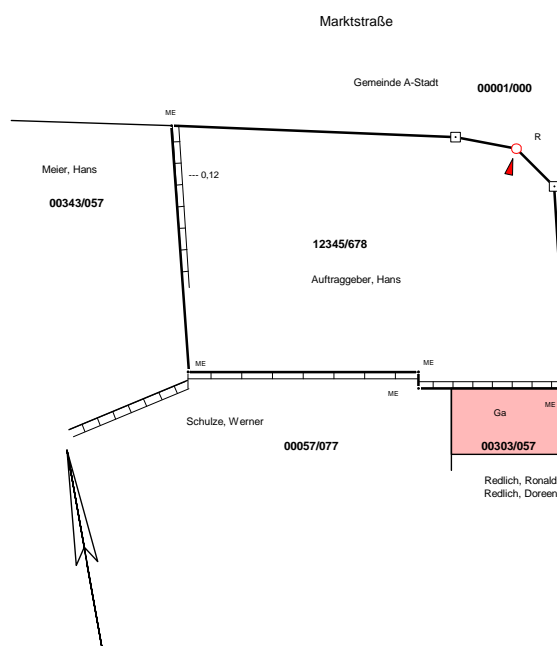 Marktstraße
Gemeinde A-Stadt
00001/000
ME
R
Meier, Hans
--- 0,12
00343/057
12345/678
Auftraggeber, Hans
ME
ME
ME
ME
Schulze, Werner
Ga
00057/077
00303/057
Redlich, Ronald
Redlich, Doreen